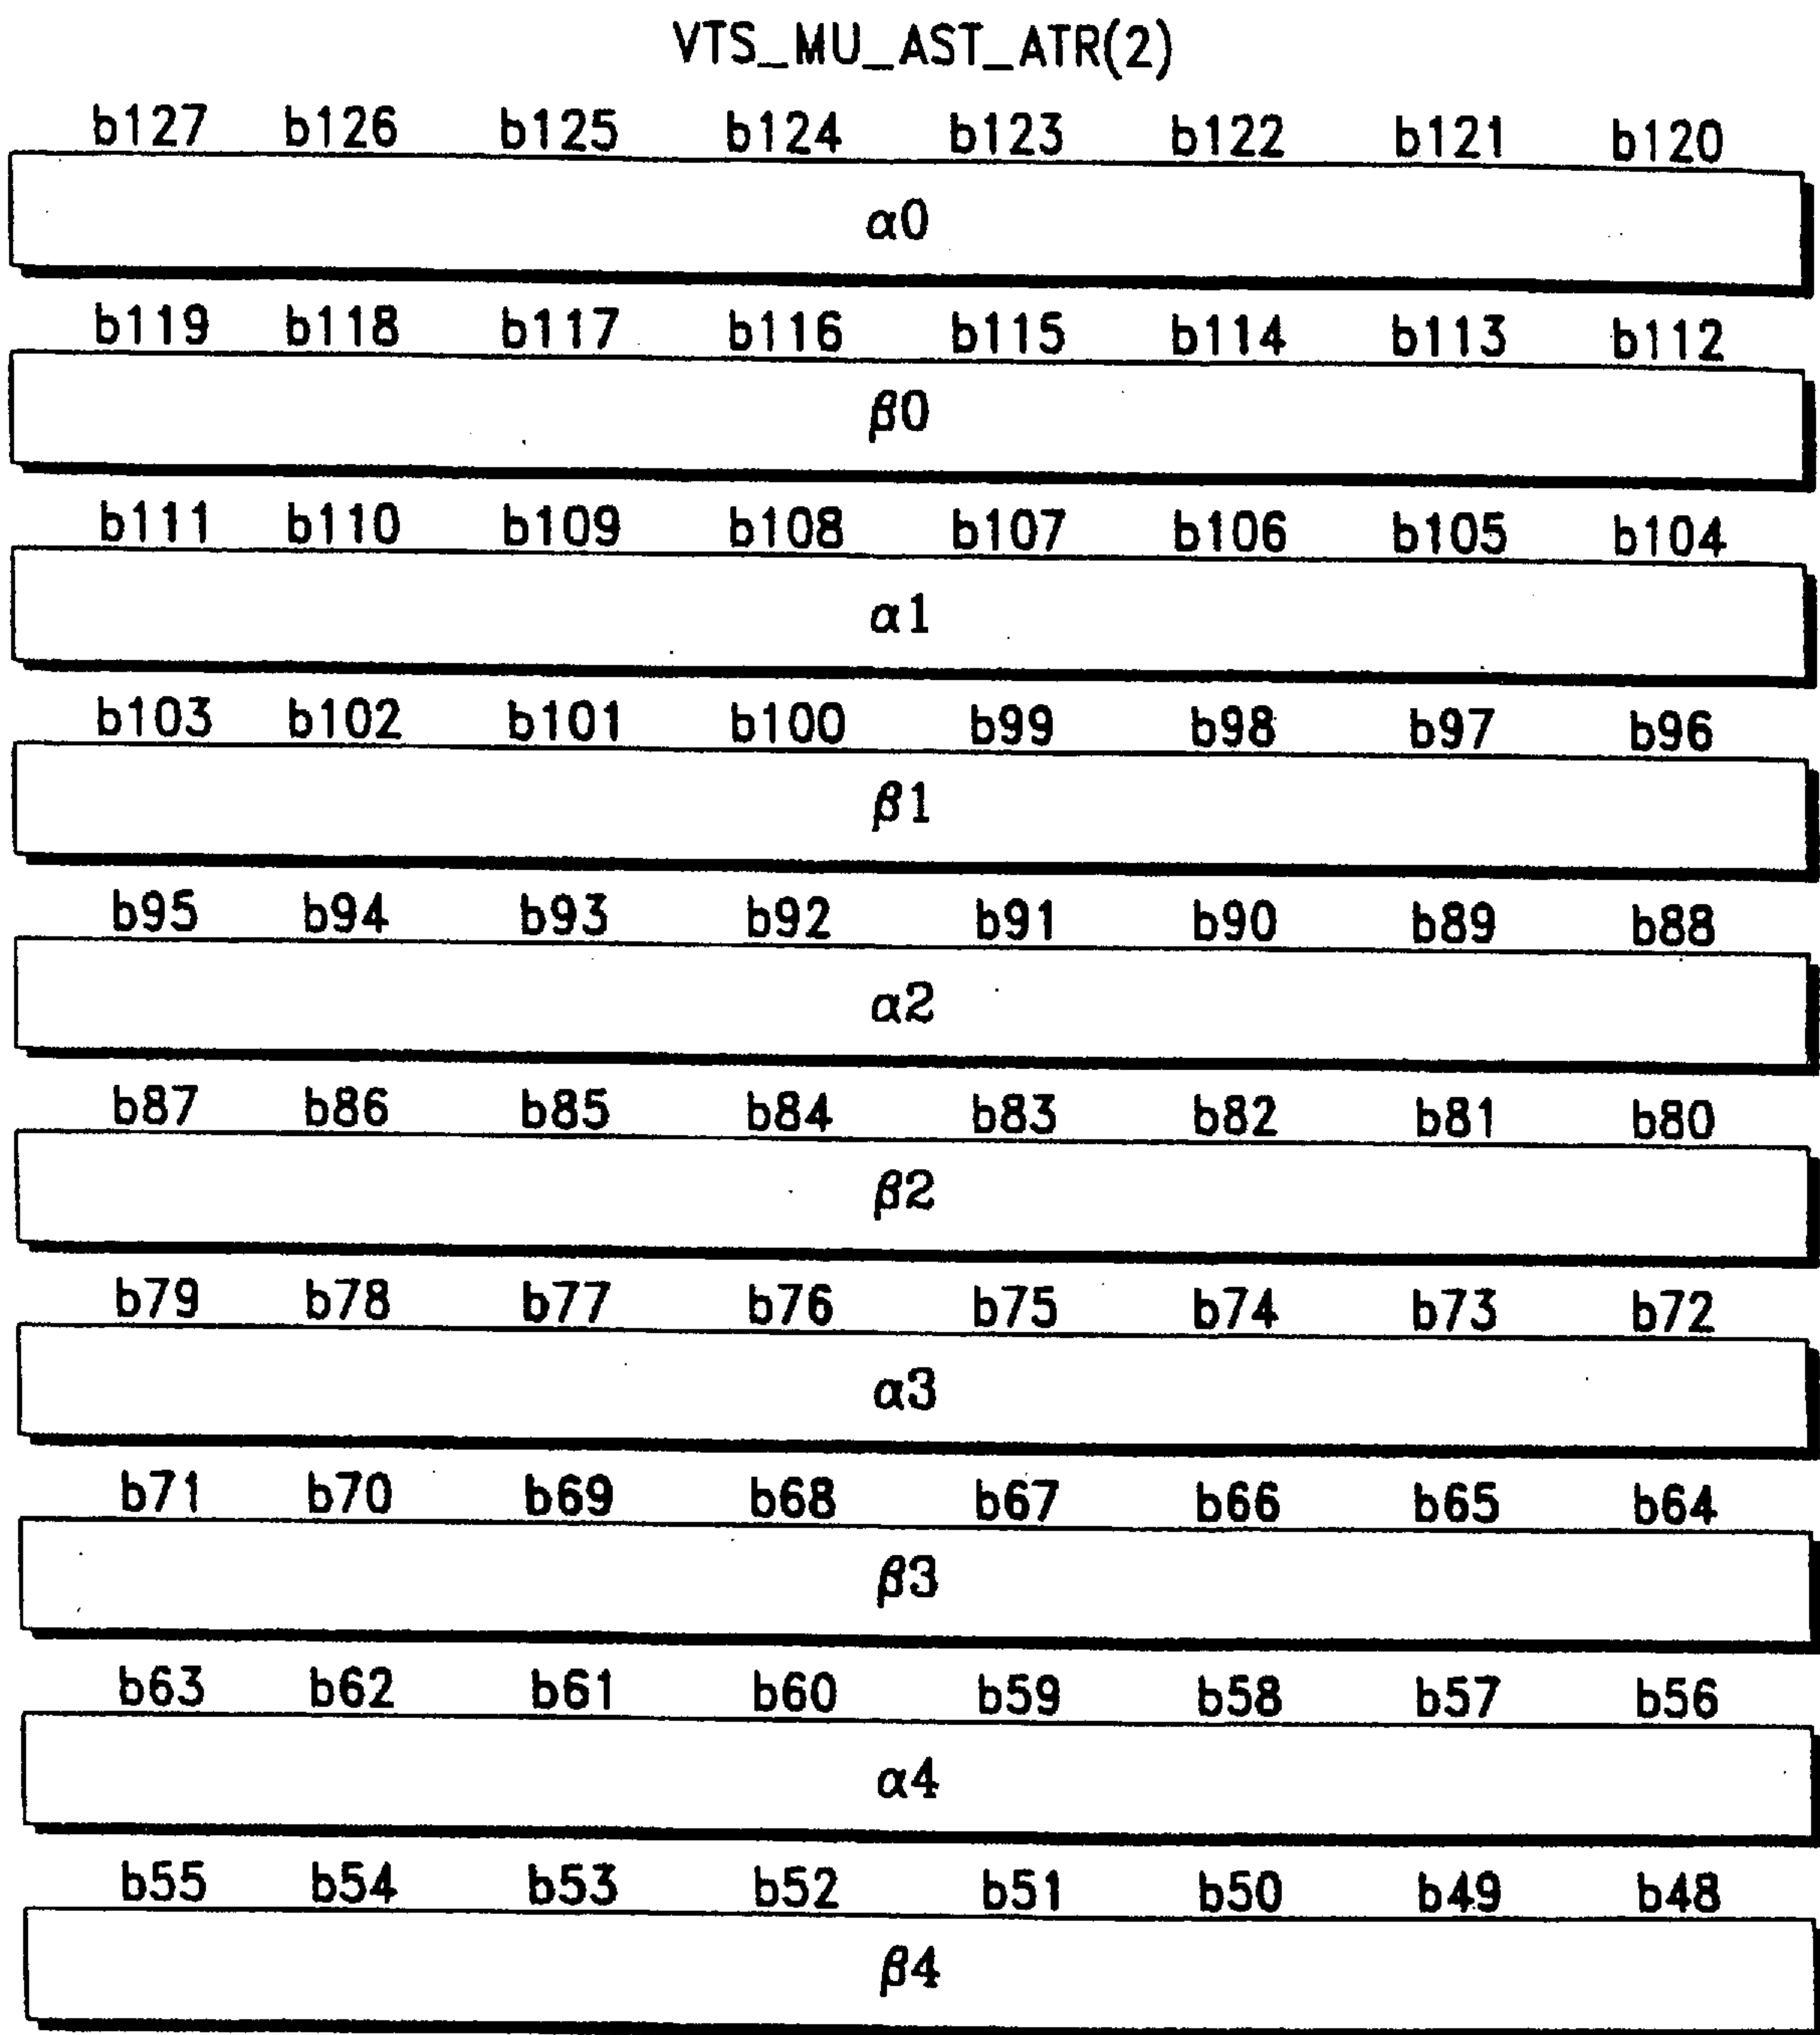 VTS_MU_AST_ATR(2)
b127 b126 b125 b124 b123 b122 b121 b120
α0
b119 b118 b117 b116 b115 b114 b113 b112
β0
b111 b110 b109 b108 b107 b106 b105 b104
α1
b103 b102 b101 b100 b99 b98 b97 b96
β1
b95 b94 b93 b92 b91 b90 b89 b88
α2
b87 b86 b85 b84 b83 b82 b81 b80
β2
b79 b78 b77 b76 b75 b74 b73 b72
α3
b71 b70 b69 b68 b67 b66 b65 b64
β3
b63 b62 b61 b60 b59 b58 b57 b56
α4
b55 b54 b53 b52 b51 b50 b49 b48
β4